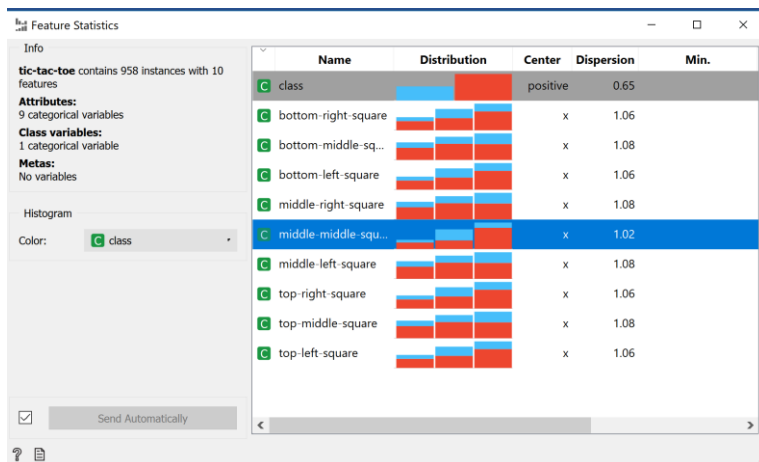 Feature Statistics
Info
tic-tac-toe contains 958 instances with 10
features
Attributes:
9 categorical variables
Class variables:
1 categorical variable
Metas:
No variables
Histogram
Color: C class
Send Automatically
Name Distribution Center Dispersion Min.
C class positive 0.65
C bottom-right-square x 1.06
C bottom-middle-sq... x 1.08
C bottom-left-square x 1.06
C middle-right-square x 1.08
C middle-middle-squ... x 1.02
C middle-left-square x 1.08
C top-right-square x 1.06
C top-middle-square x 1.08
C top-left-square x 1.06
?